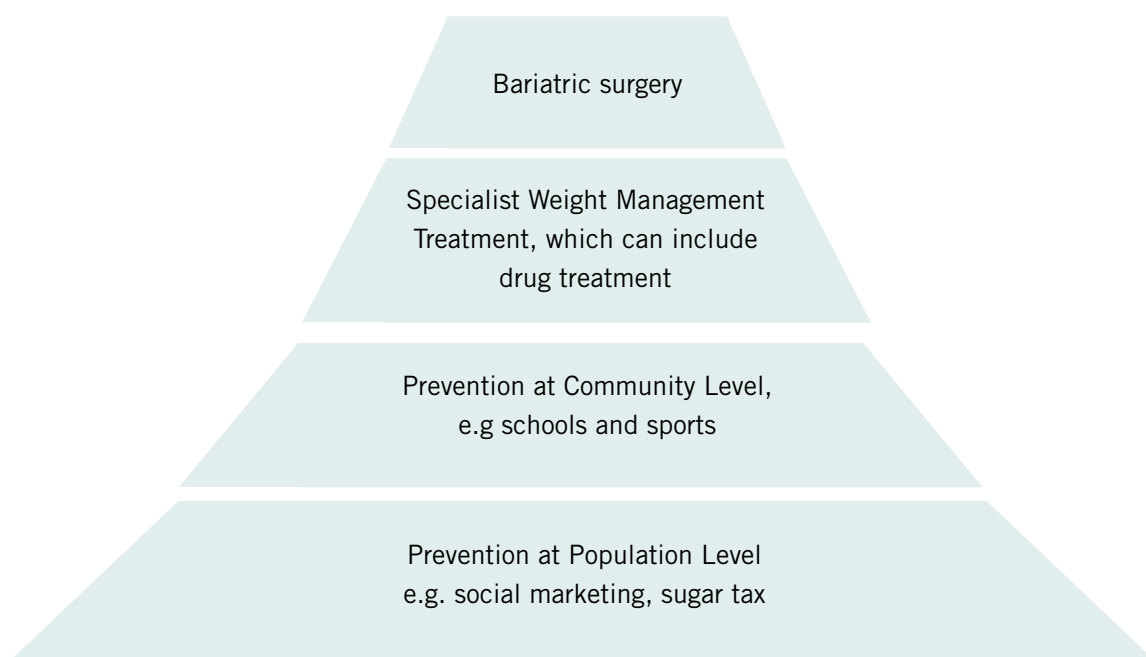 Bariatric surgery
Specialist Weight Management
Treatment, which can include
drug treatment
Prevention at Community Level,
e.g schools and sports
Prevention at Population Level
e.g. social marketing, sugar tax